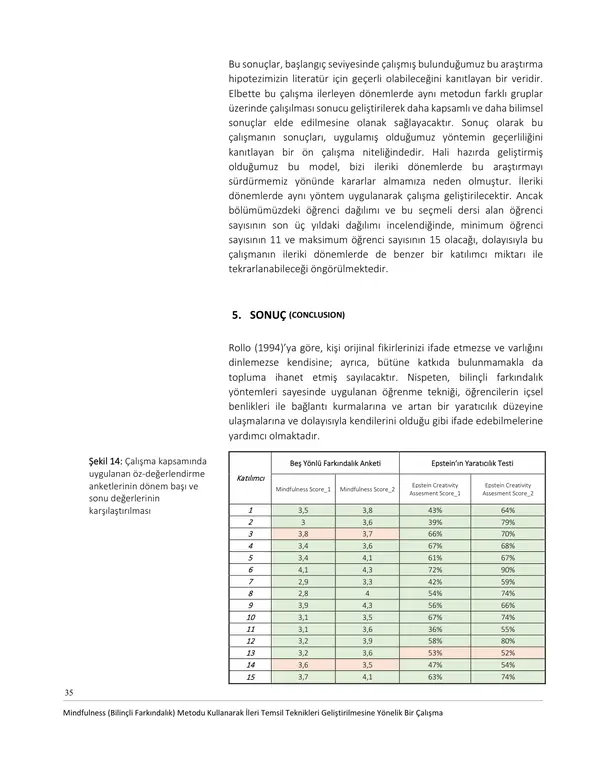 Bu sonuçlar, başlangıç seviyesinde çalışmış bulunduğumuz bu araştırma
hipotezimizin literatür için geçerli olabileceğini kanıtlayan bir veridir.
Elbette bu çalışma ilerleyen dönemlerde aynı metodun farklı gruplar
üzerinde çalışılması sonucu geliştirilerek daha kapsamlı ve daha bilimsel
sonuçlar elde edilmesine olanak sağlayacaktır. Sonuç olarak bu
çalışmanın sonuçları, uygulamış olduğumuz yöntemin geçerliliğini
kanıtlayan bir ön çalışma niteliğindedir. Hali hazırda geliştirmiş
olduğumuz bu model, bizi ileriki dönemlerde bu araştırmayı
sürdürmemiz yönünde kararlar almamıza neden olmuştur. İleriki
dönemlerde aynı yöntem uygulanarak çalışma geliştirilecektir. Ancak
bölümümüzdeki öğrenci dağılımı ve bu seçmeli dersi alan öğrenci
sayısının son üç yıldaki dağılımı incelendiğinde, minimum öğrenci
sayısının 11 ve maksimum öğrenci sayısının 15 olacağı, dolayısıyla bu
çalışmanın ileriki dönemlerde de benzer bir katılımcı miktarı ile
tekrarlanabileceği öngörülmektedir.
5. SONUÇ (CONCLUSION)
Rollo (1994)'ya göre, kişi orijinal fikirlerinizi ifade etmezse ve varlığını
dinlemezse kendisine; ayrıca, bütüne katkıda bulunmamakla da
topluma ihanet etmiş sayılacaktır. Nispeten, bilinçli farkındalık
yöntemleri sayesinde uygulanan öğrenme tekniği, öğrencilerin içsel
benlikleri ile bağlantı kurmalarına ve artan bir yaratıcılık düzeyine
ulaşmalarına ve dolayısıyla kendilerini olduğu gibi ifade edebilmelerine
yardımcı olmaktadır.
Şekil 14: Çalışma kapsamında
uygulanan öz-değerlendirme
anketlerinin dönem başı ve
sonu değerlerinin
karşılaştırılması
Katılımcı Beş Yönlü Farkındalık Anketi Epstein'ın Yaratıcılık Testi
Mindfulness Score_1 Mindfulness Score_2 Epstein Creativity Assesment Score_1 Epstein Creativity Assesment Score_2
1 3,5 3,8 43% 64%
2 3 3,6 39% 79%
3 3,8 3,7 66% 70%
4 3,4 3,6 67% 68%
5 3,4 4,1 61% 67%
6 4,1 4,3 72% 90%
7 2,9 3,3 42% 59%
8 2,8 4 54% 74%
9 3,9 4,3 56% 66%
10 3,1 3,5 67% 74%
11 3,1 3,6 36% 55%
12 3,2 3,9 58% 80%
13 3,2 3,6 53% 52%
14 3,6 3,5 47% 54%
15 3,7 4,1 63% 74%
35
Mindfulness (Bilinçli Farkındalık) Metodu Kullanarak İleri Temsil Teknikleri Geliştirilmesine Yönelik Bir Çalışma